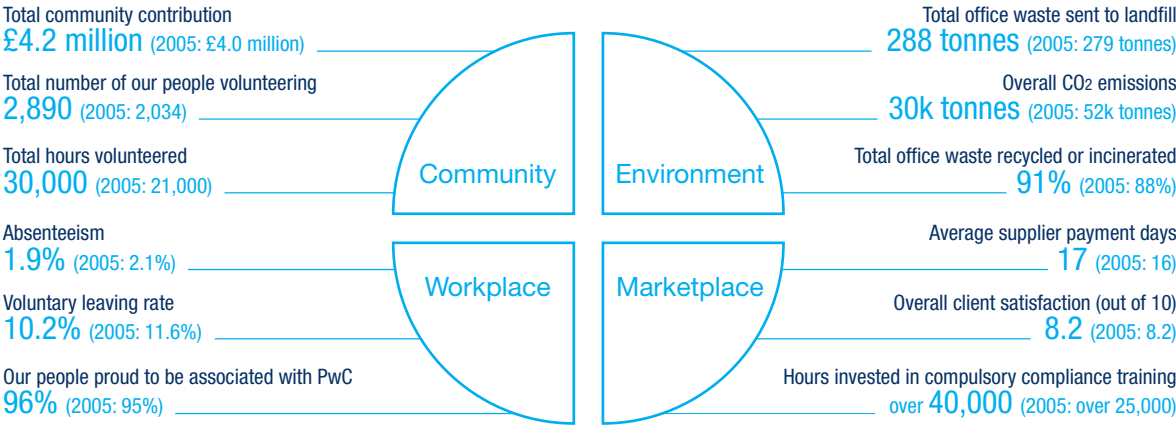 Total community contribution
£4.2 million (2005: £4.0 million)
Total number of our people volunteering
2,890 (2005: 2,034)
Total hours volunteered
30,000 (2005: 21,000)
Community
Total office waste sent to landfill
288 tonnes (2005: 279 tonnes)
Overall CO2 emissions
30k tonnes (2005: 52k tonnes)
Total office waste recycled or incinerated
91% (2005: 88%)
Environment
Absenteeism
1.9% (2005: 2.1%)
Voluntary leaving rate
10.2% (2005: 11.6%)
Our people proud to be associated with PwC
96% (2005: 95%)
Workplace
Average supplier payment days
17 (2005: 16)
Overall client satisfaction (out of 10)
8.2 (2005: 8.2)
Hours invested in compulsory compliance training
over 40,000 (2005: over 25,000)
Marketplace